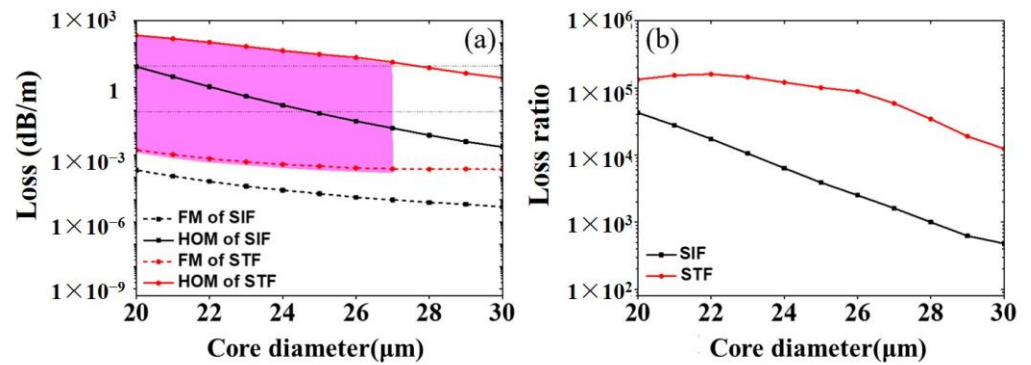 (a)
Loss (dB/m)
1×10³
1
1×10⁻³
1×10⁻⁶
1×10⁻⁹
FM of SIF
HOM of SIF
FM of STF
HOM of STF
20 22 24 26 28 30
Core diameter(μm)
(b)
Loss ratio
1×10⁶
1×10⁵
1×10⁴
1×10³
1×10²
SIF
STF
20 22 24 26 28 30
Core diameter(μm)